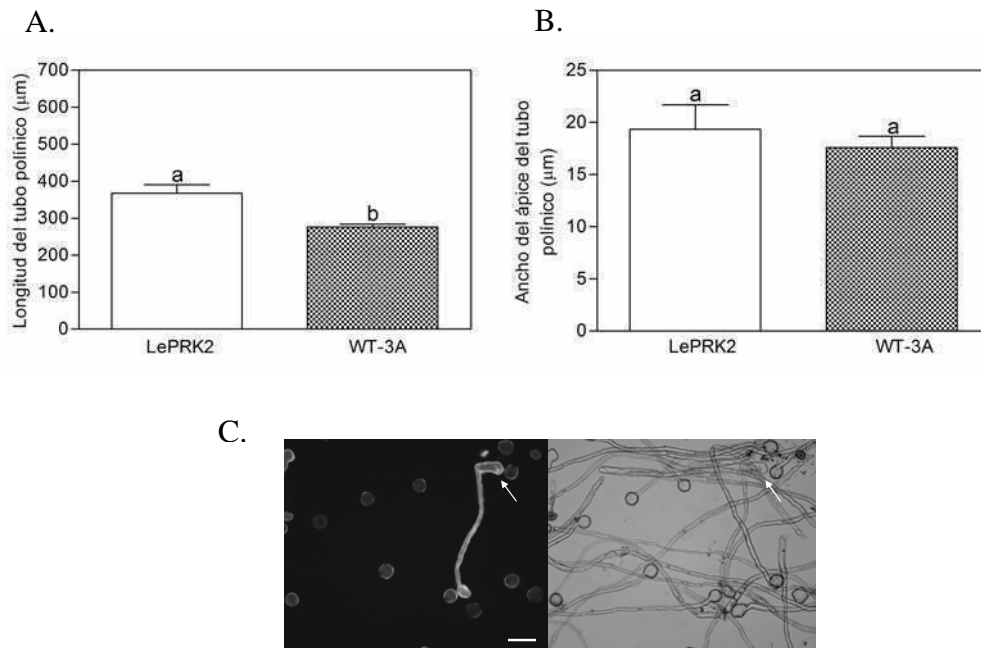 A.
700
600
500
400
300
200
100
0
Longitud del tubo polínico (µm)
a
b
LePRK2
WT-3A
B.
25
20
15
10
5
0
Ancho del ápice del tubo
polínico (µm)
a
a
LePRK2
WT-3A
C.